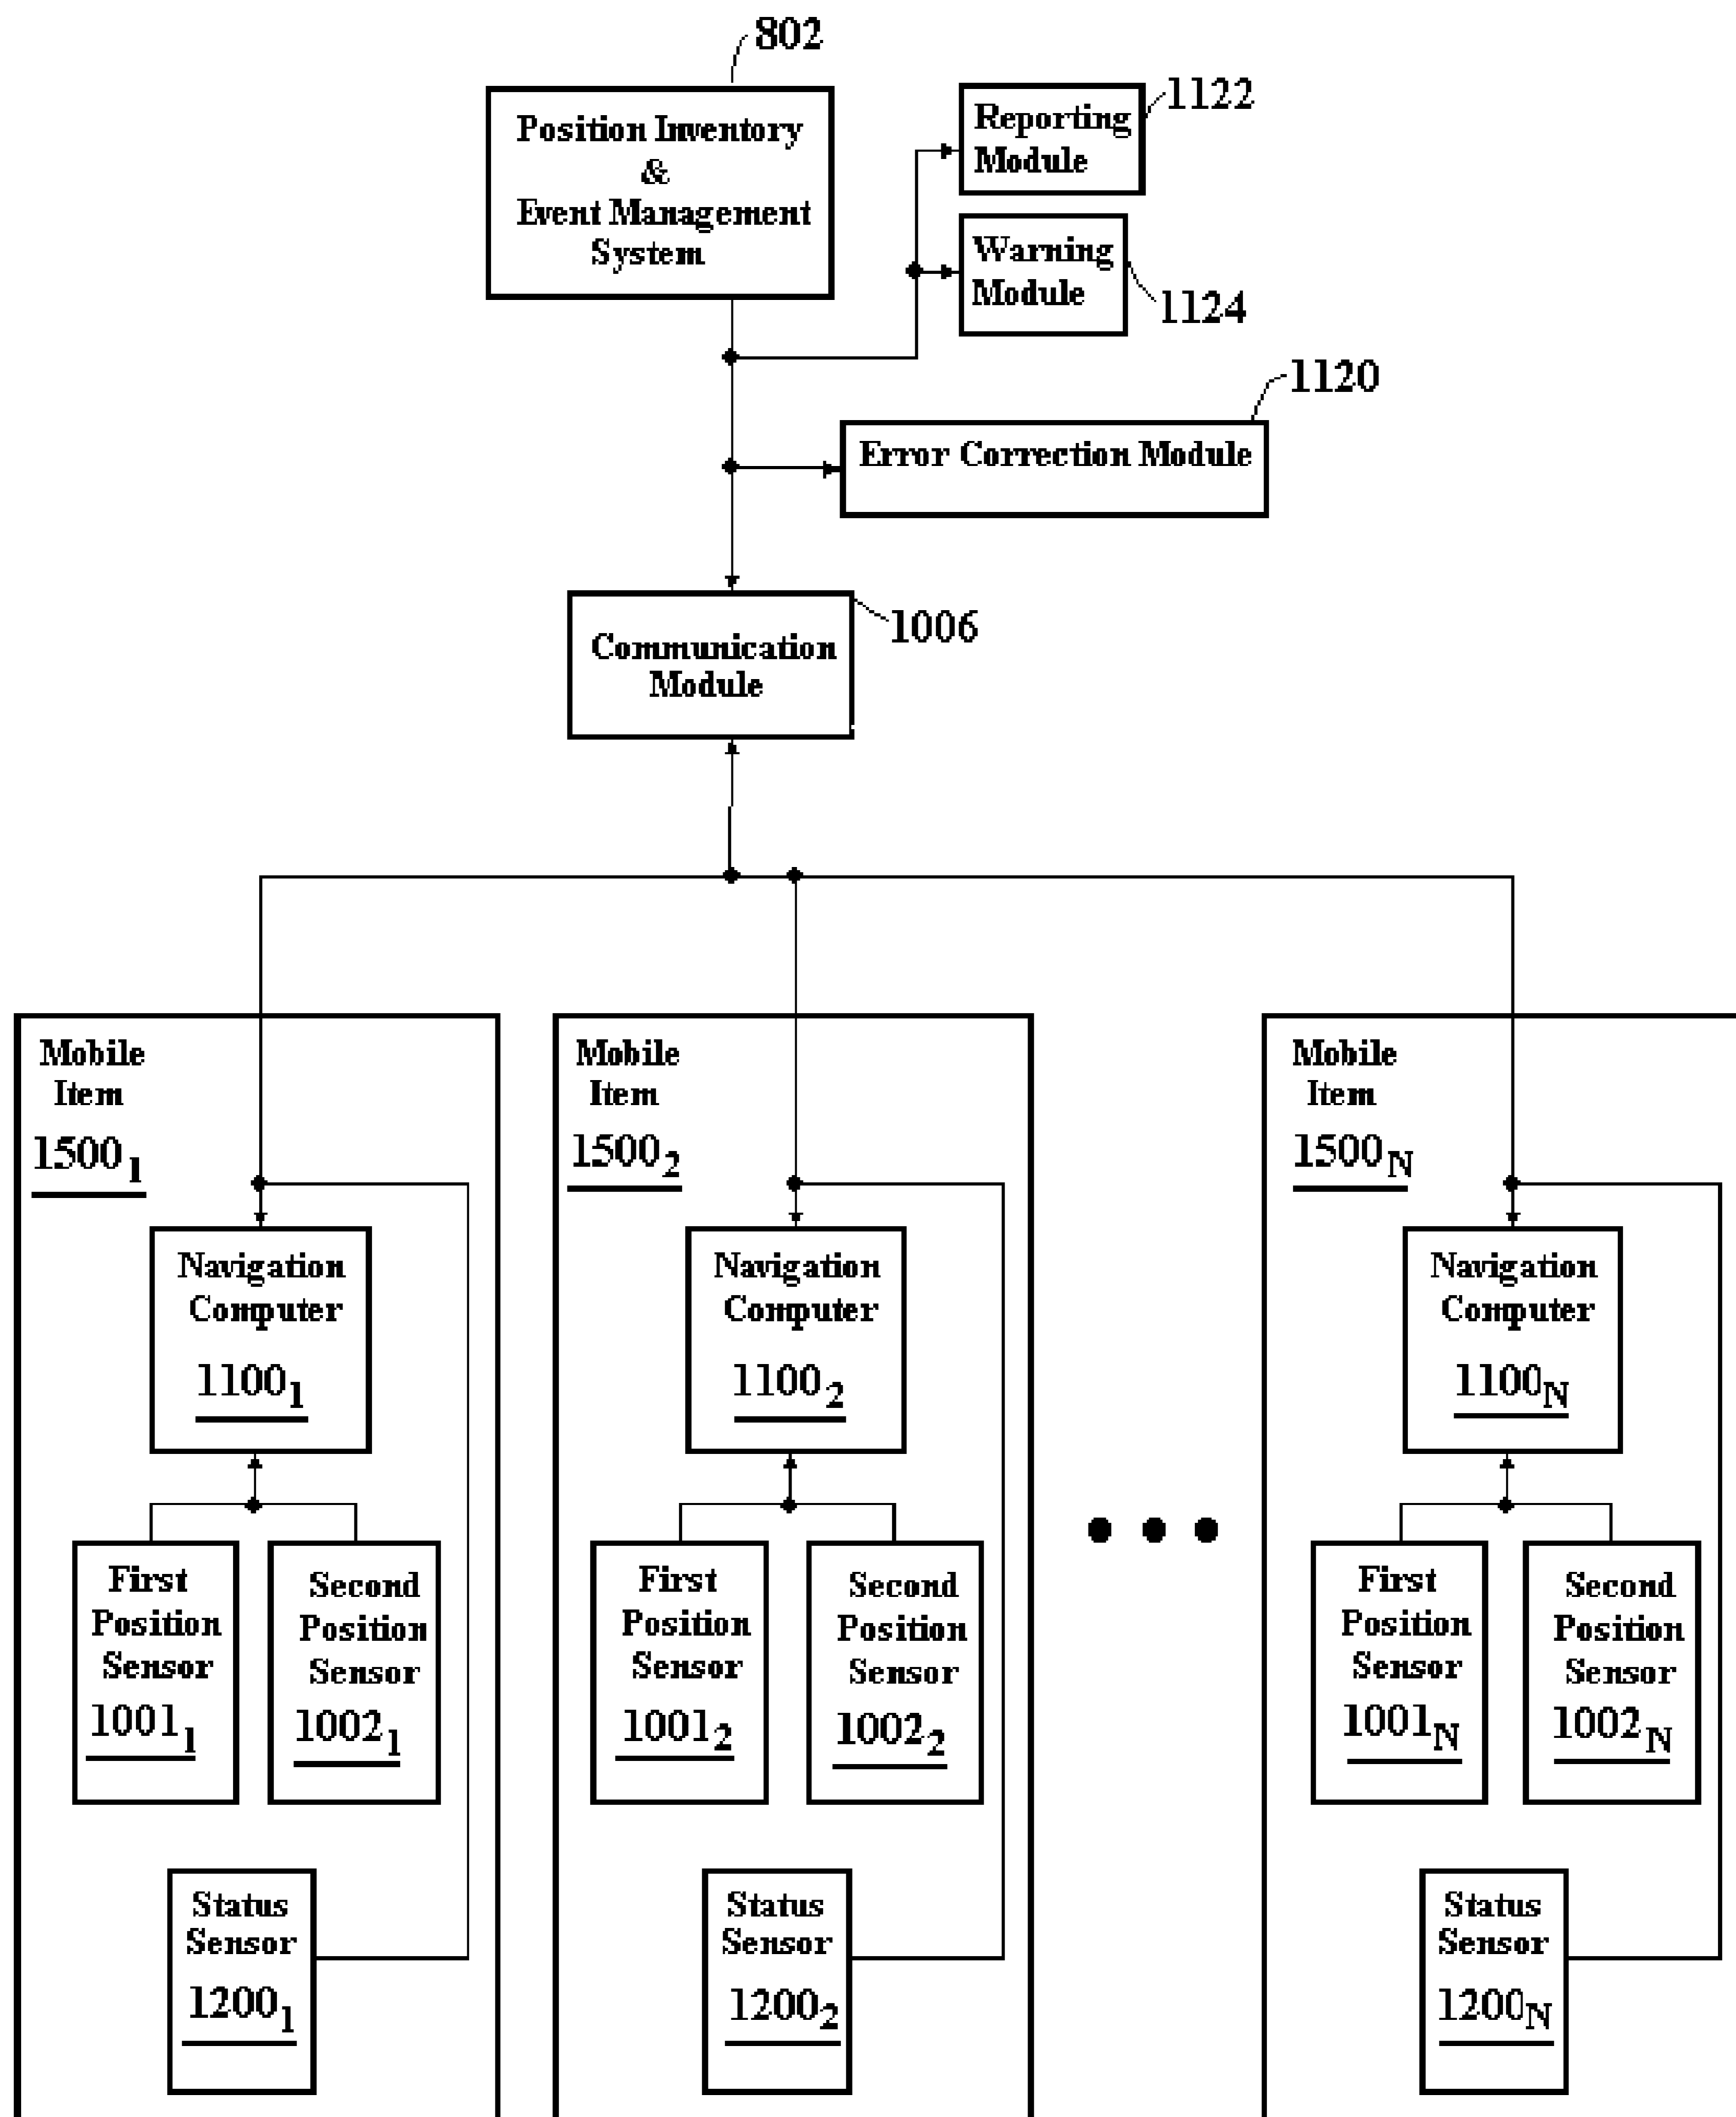 802
Position Inventory
&
Event Management
System
Reporting
Module
1122
Warning
Module
1124
1120
Error Correction Module
1006
Communication
Module
Mobile
Item
1500₁
Navigation
Computer
1100₁
First
Position
Sensor
1001₁
Second
Position
Sensor
1002₁
Status
Sensor
1200₁
Mobile
Item
1500₂
Navigation
Computer
1100₂
First
Position
Sensor
1001₂
Second
Position
Sensor
1002₂
Status
Sensor
1200₂
Mobile
Item
1500N
Navigation
Computer
1100N
First
Position
Sensor
1001N
Second
Position
Sensor
1002N
Status
Sensor
1200N